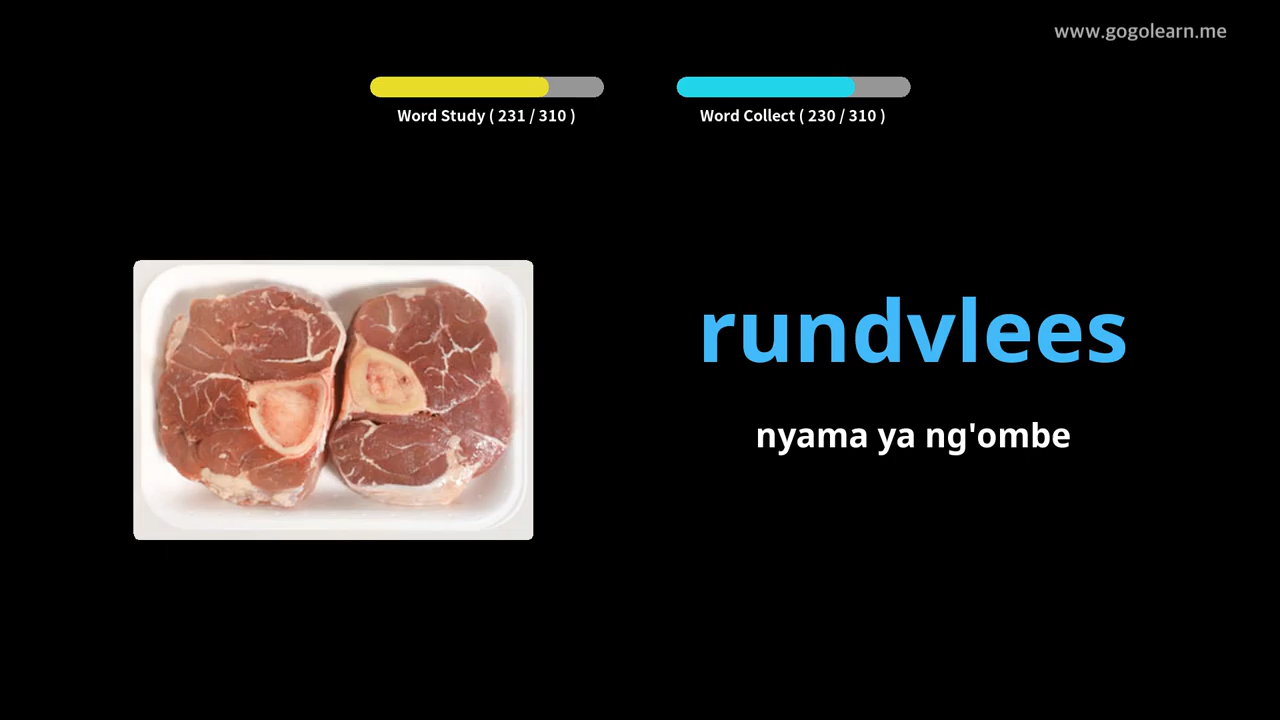 www.gogolearn.me
Word Study ( 231 / 310 )
Word Collect ( 230 / 310 )
rundvlees
nyama ya ng'ombe